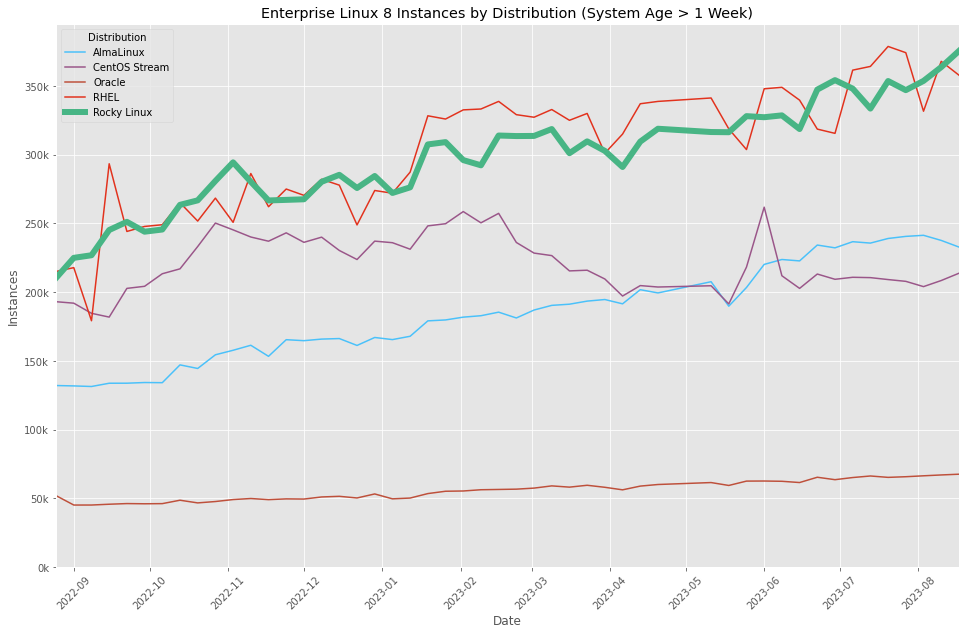 Enterprise Linux 8 Instances by Distribution (System Age > 1 Week)
Distribution
AlmaLinux
CentOS Stream
Oracle
RHEL
Rocky Linux
350k
300k
250k
200k
150k
100k
50k
0k
Instances
2022-09
2022-10
2022-11
2022-12
2023-01
2023-02
2023-03
2023-04
2023-05
2023-06
2023-07
2023-08
Date